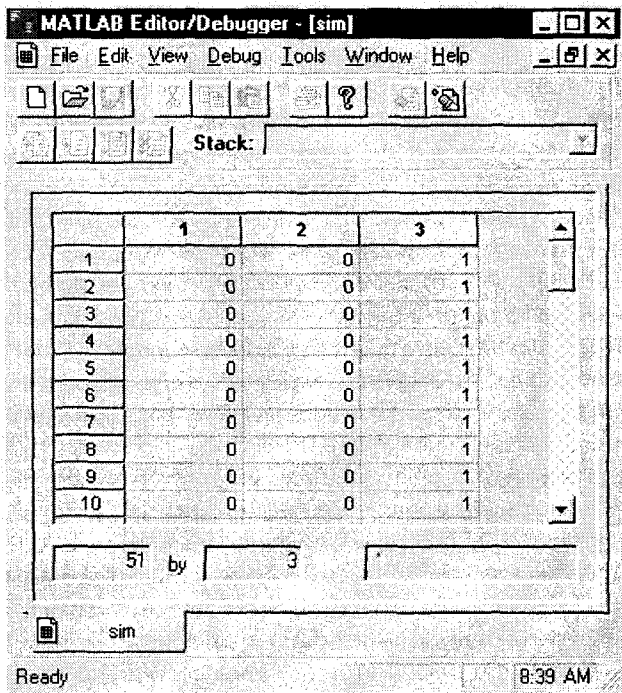 MATLAB Editor/Debugger - [sim]
File Edit View Debug Tools Window Help
Stack:
1 2 3
1 0 0 1
2 0 0 1
3 0 0 1
4 0 0 1
5 0 0 1
6 0 0 1
7 0 0 1
8 0 0 1
9 0 0 1
10 0 0 1
51 by 3
sim
Ready 8:39 AM